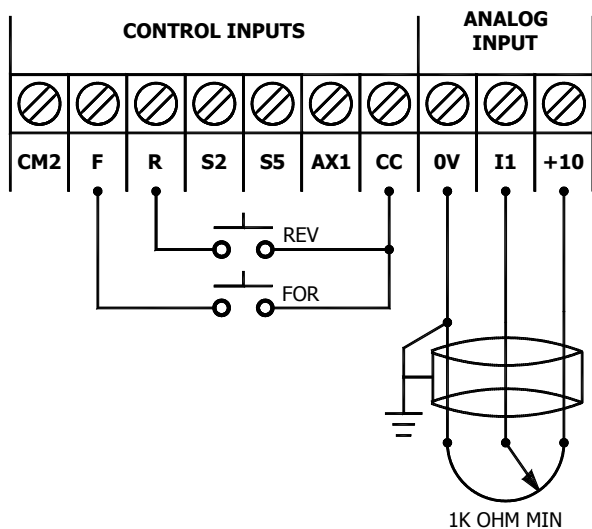 CONTROL INPUTS
ANALOG
INPUT
CM2 F R S2 S5 AX1 CC 0V I1 +10
REV
FOR
1K OHM MIN